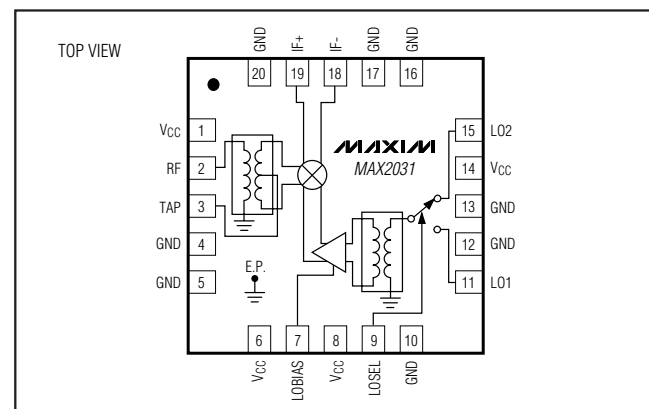 TOP VIEW
GND
IF+
IF-
GND
GND
20
19
18
17
16
VCC
1
RF
2
TAP
3
GND
4
GND
5
MAXIM
MAX2031
15
LO2
14
VCC
13
GND
12
GND
11
LO1
E.P.
6
7
8
9
10
VCC
LOBIAS
VCC
LOSEL
GND